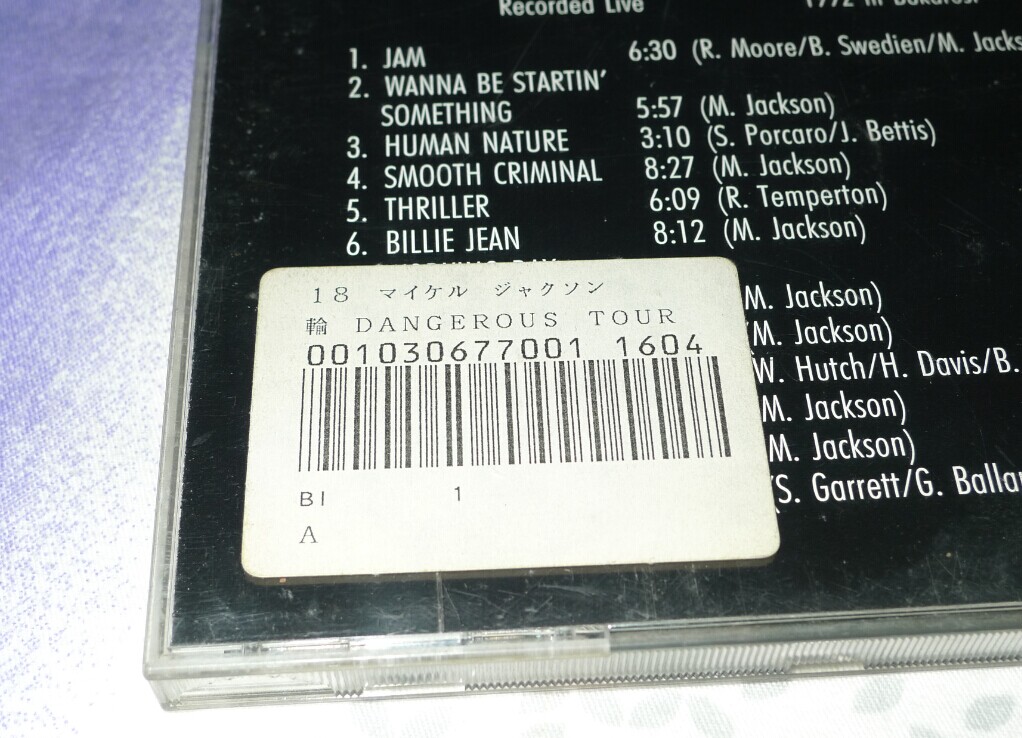 Recorded Live
1. JAM 6:30 (R. Moore/B. Swedien/M. Jacks
2. WANNA BE STARTIN'
SOMETHING 5:57 (M. Jackson)
3. HUMAN NATURE 3:10 (S. Porcaro/J. Bettis)
4. SMOOTH CRIMINAL 8:27 (M. Jackson)
5. THRILLER 6:09 (R. Temperton)
6. BILLIE JEAN 8:12 (M. Jackson)
M. Jackson)
M. Jackson)
W. Hutch/H. Davis/B.
M. Jackson)
M. Jackson)
(S. Garrett/G. Balla
18 マイケル ジャクソン
輸 DANGEROUS TOUR
001030677001 1604
BI 1
A